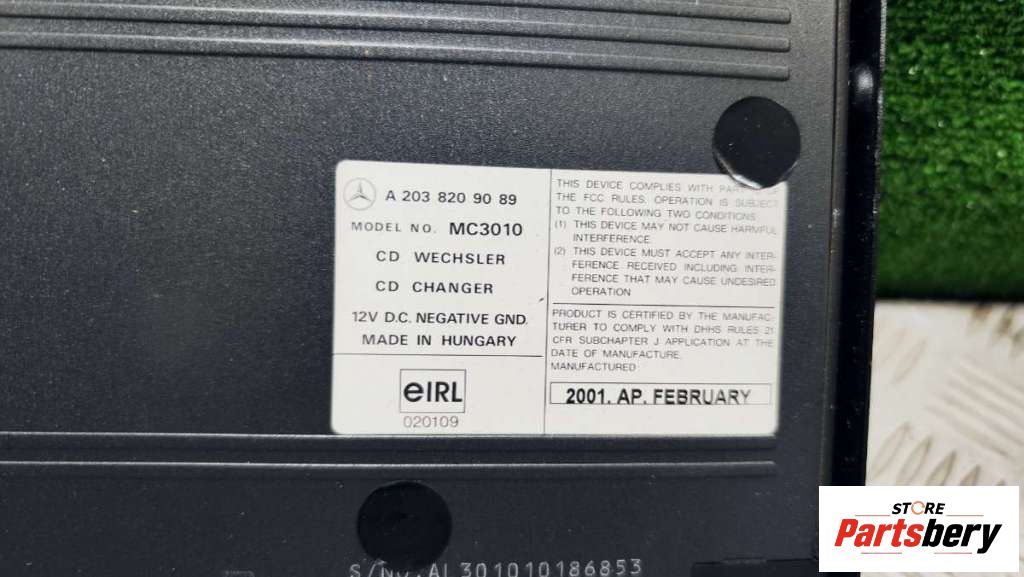 A 203 820 90 89
MODEL NO. MC3010
CD WECHSLER
CD CHANGER
12V D.C. NEGATIVE GND.
MADE IN HUNGARY
eIRL
020109
THIS DEVICE COMPLIES WITH PART
THE FCC RULES. OPERATION IS SUBJECT
TO THE FOLLOWING TWO CONDITIONS
(1) THIS DEVICE MAY NOT CAUSE HARMFUL
INTERFERENCE.
(2) THIS DEVICE MUST ACCEPT ANY INTER-
FERENCE RECEIVED INCLUDING INTER-
FERENCE THAT MAY CAUSE UNDESIRED
OPERATION
PRODUCT IS CERTIFIED BY THE MANUFAC-
TURER TO COMPLY WITH DHHS RULES 21
CFR SUBCHAPTER J APPLICATION AT THE
DATE OF MANUFACTURE.
MANUFACTURED
2001. AP. FEBRUARY
S/NO.AL301010186853
STORE
Partsbery